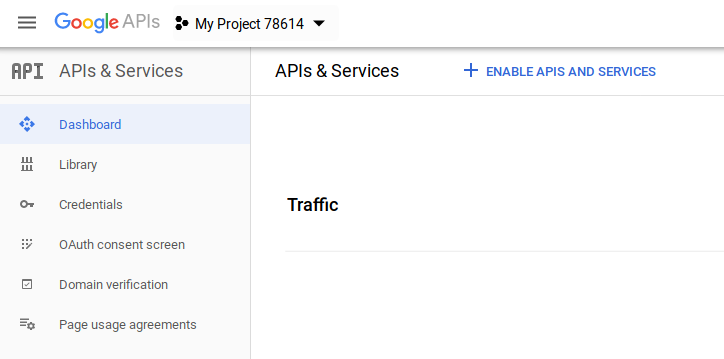 Google APIs My Project 78614
API APIs & Services
APIs & Services ENABLE APIS AND SERVICES
Dashboard
Library
Credentials
OAuth consent screen
Domain verification
Page usage agreements
Traffic